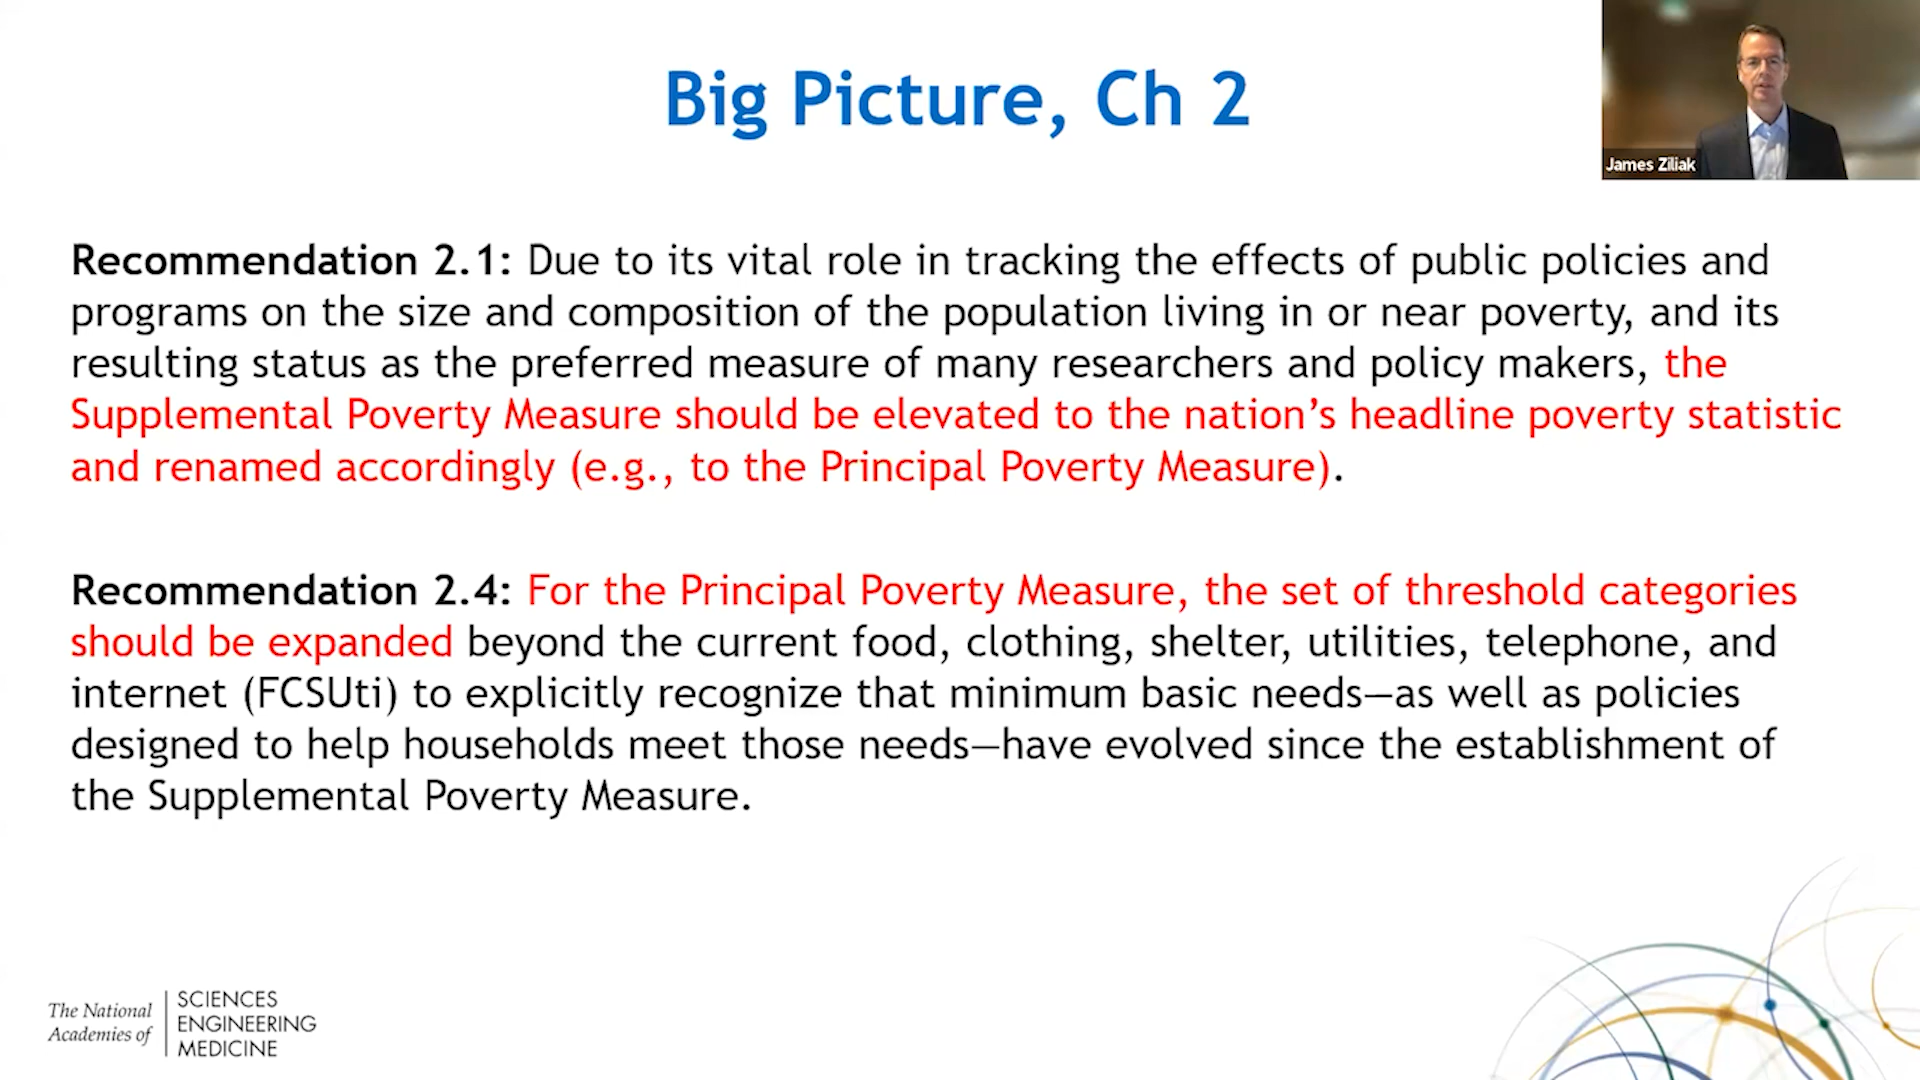 Big Picture, Ch 2
James Ziliak
Recommendation 2.1: Due to its vital role in tracking the effects of public policies and
programs on the size and composition of the population living in or near poverty, and its
resulting status as the preferred measure of many researchers and policy makers, the
Supplemental Poverty Measure should be elevated to the nation’s headline poverty statistic
and renamed accordingly (e.g., to the Principal Poverty Measure).
Recommendation 2.4: For the Principal Poverty Measure, the set of threshold categories
should be expanded beyond the current food, clothing, shelter, utilities, telephone, and
internet (FCSUti) to explicitly recognize that minimum basic needs—as well as policies
designed to help households meet those needs—have evolved since the establishment of
the Supplemental Poverty Measure.
The National
Academies of
SCIENCES
ENGINEERING
MEDICINE